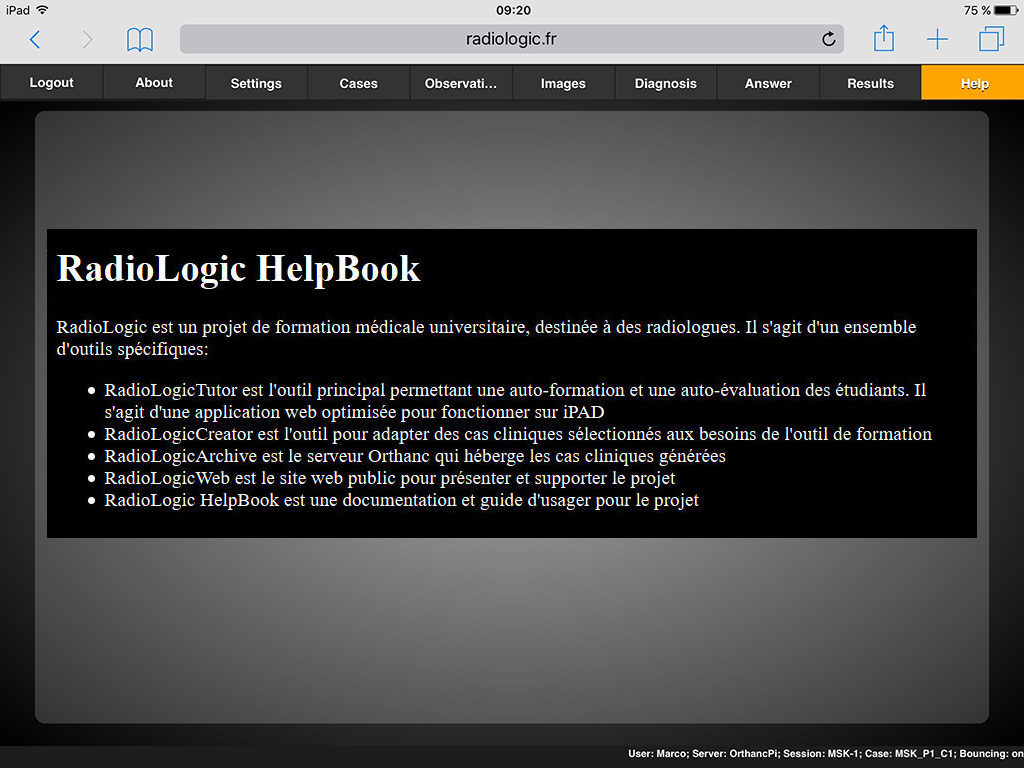 iPad 09:20 75 %
radiologic.fr
Logout About Settings Cases Observati... Images Diagnosis Answer Results Help
RadioLogic HelpBook
RadioLogic est un projet de formation médicale universitaire, destinée à des radiologues. Il s'agit d'un ensemble
d'outils spécifiques:
• RadioLogicTutor est l'outil principal permettant une auto-formation et une auto-évaluation des étudiants. Il
s'agit d'une application web optimisée pour fonctionner sur iPAD
• RadioLogicCreator est l'outil pour adapter des cas cliniques sélectionnés aux besoins de l'outil de formation
• RadioLogicArchive est le serveur Orthanc qui héberge les cas cliniques générées
• RadioLogicWeb est le site web public pour présenter et supporter le projet
• RadioLogic HelpBook est une documentation et guide d'usager pour le projet
User: Marco; Server: OrthancPi; Session: MSK-1; Case: MSK_P1_C1; Bouncing: on